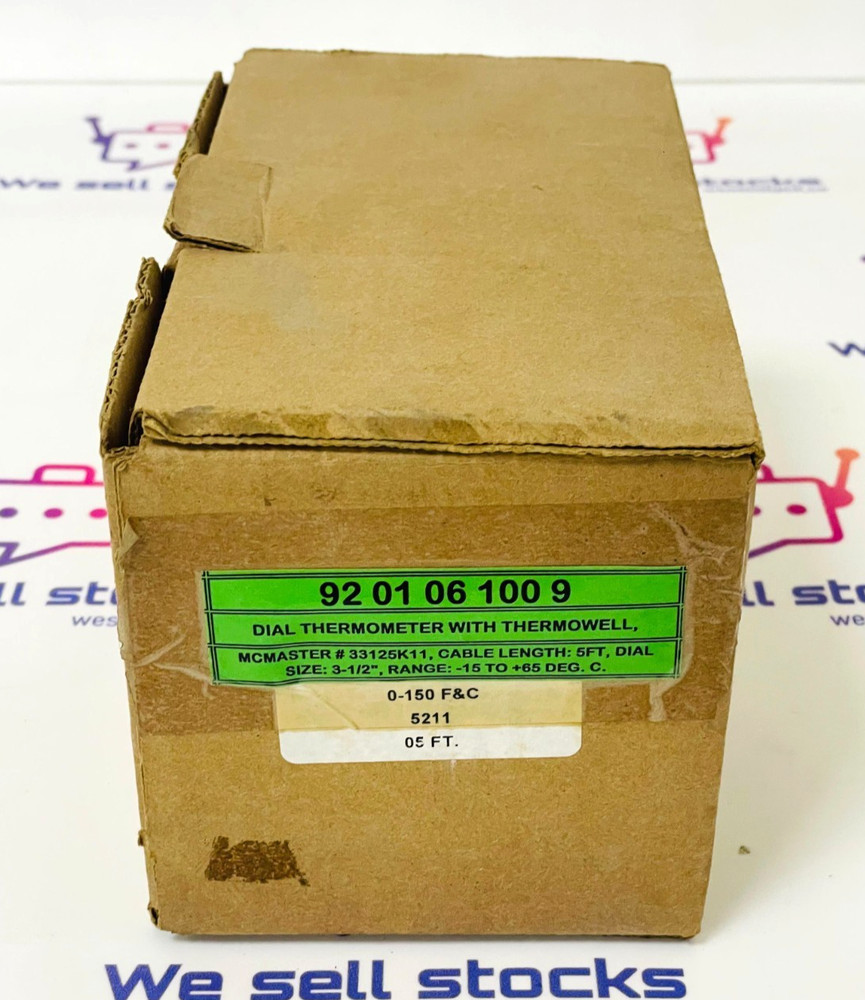 We sell stocks
92 01 06 100 9
DIAL THERMOMETER WITH THERMOWELL,
MCMASTER # 33125K11, CABLE LENGTH: 5FT, DIAL
SIZE: 3-1/2", RANGE: -15 TO +65 DEG. C.
0-150 F&C
5211
05 FT.
We sell stocks